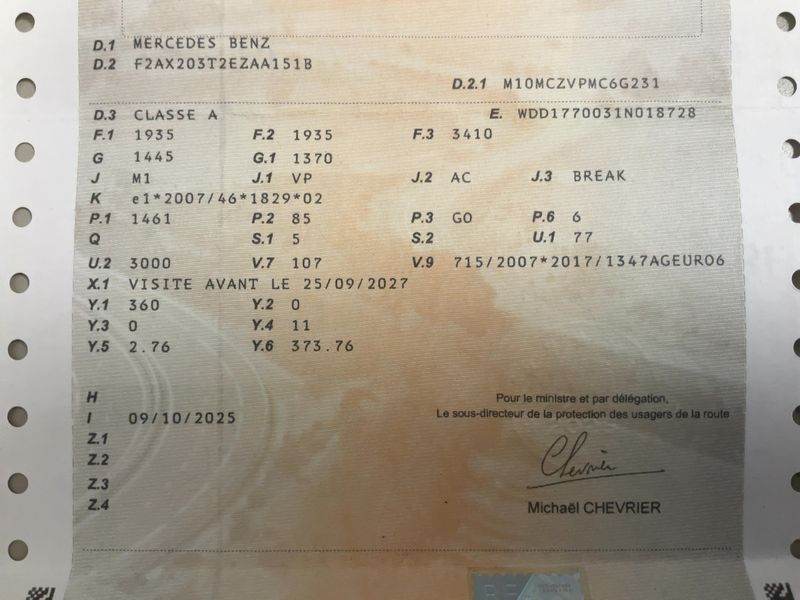 D.1 MERCEDES BENZ
D.2 F2AX203T2EZAA151B
D.2.1 M10MCZVPMC6G231
D.3 CLASSE A E. WDD1770031N018728
F.1 1935 F.2 1935 F.3 3410
G 1445 G.1 1370
J M1 J.1 VP J.2 AC J.3 BREAK
K e1*2007/46*1829*02
P.1 1461 P.2 85 P.3 GO P.6 6
Q S.1 5 S.2 U.1 77
U.2 3000 V.7 107 V.9 715/2007*2017/1347AGEURO6
X.1 VISITE AVANT LE 25/09/2027
Y.1 360 Y.2 0
Y.3 0 Y.4 11
Y.5 2.76 Y.6 373.76
H
I 09/10/2025
Z.1
Z.2
Z.3
Z.4
Pour le ministre et par délégation,
Le sous-directeur de la protection des usagers de la route
Chevrier
Michaël CHEVRIER